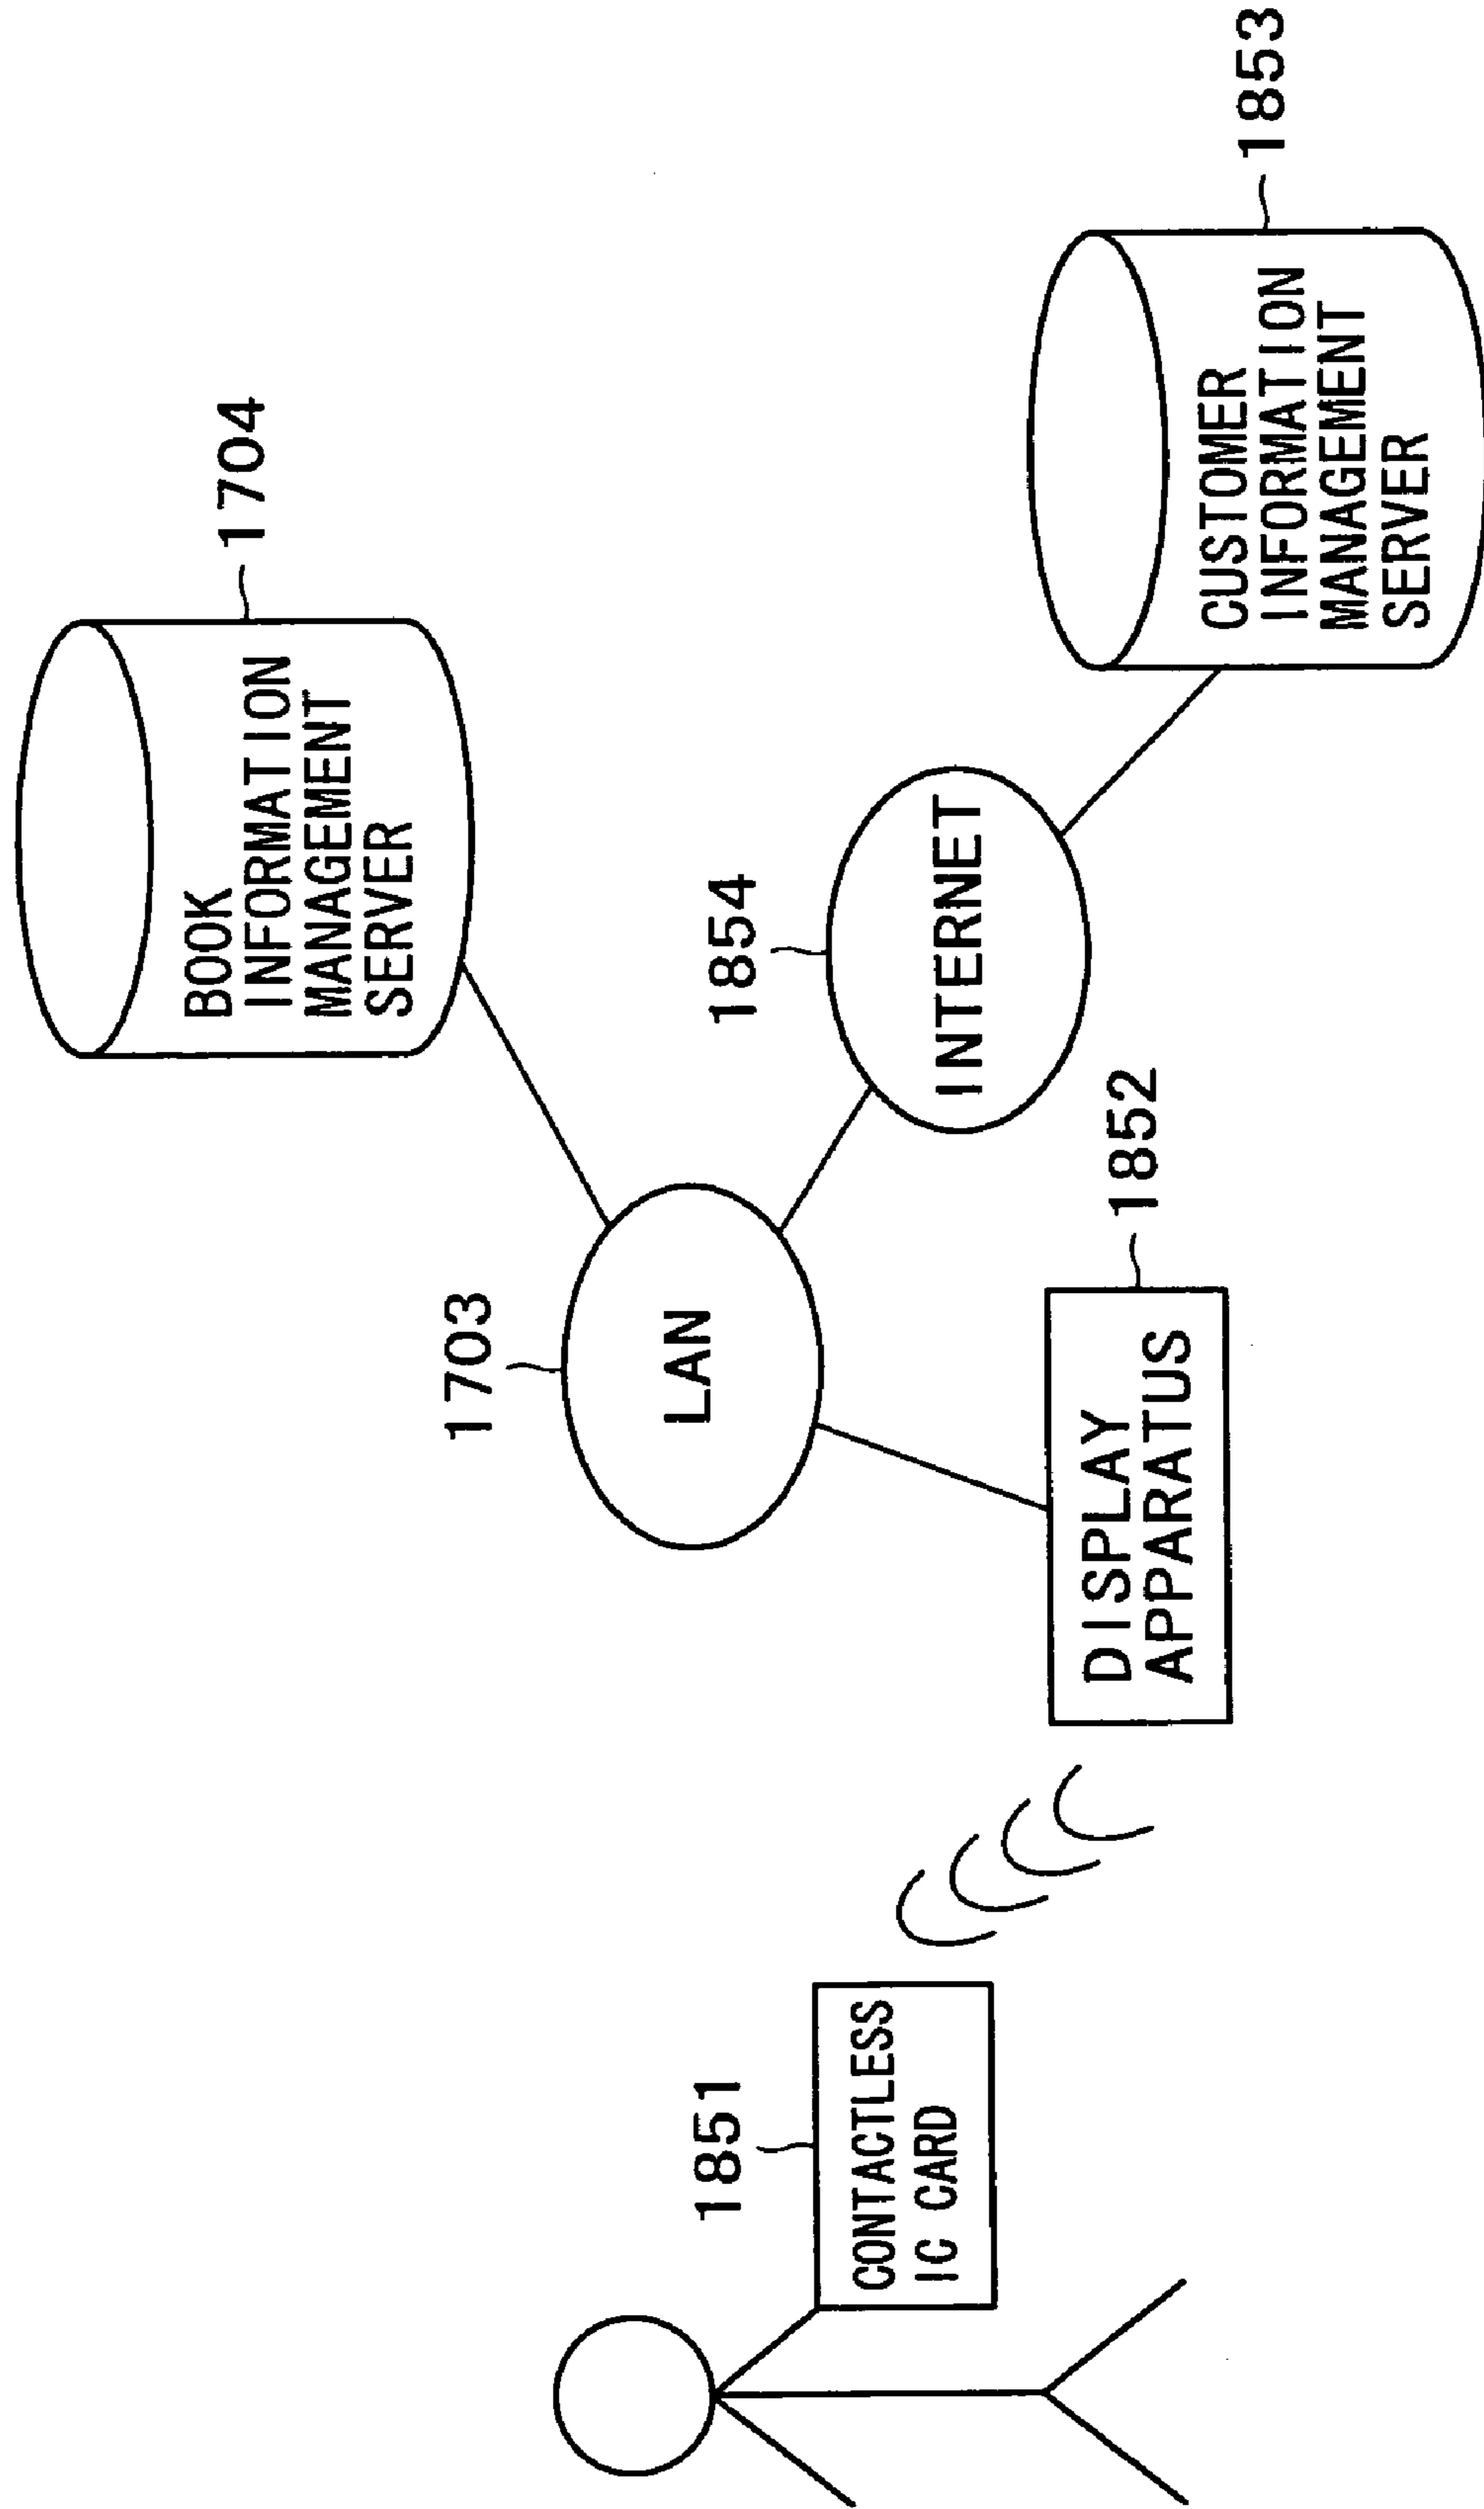 1704
BOOK
INFORMATION
MANAGEMENT
SERVER
1703
LAN
1854
INTERNET
1851
CONTACTLESS
IC CARD
1852
DISPLAY
APPARATUS
1853
CUSTOMER
INFORMATION
MANAGEMENT
SERVER